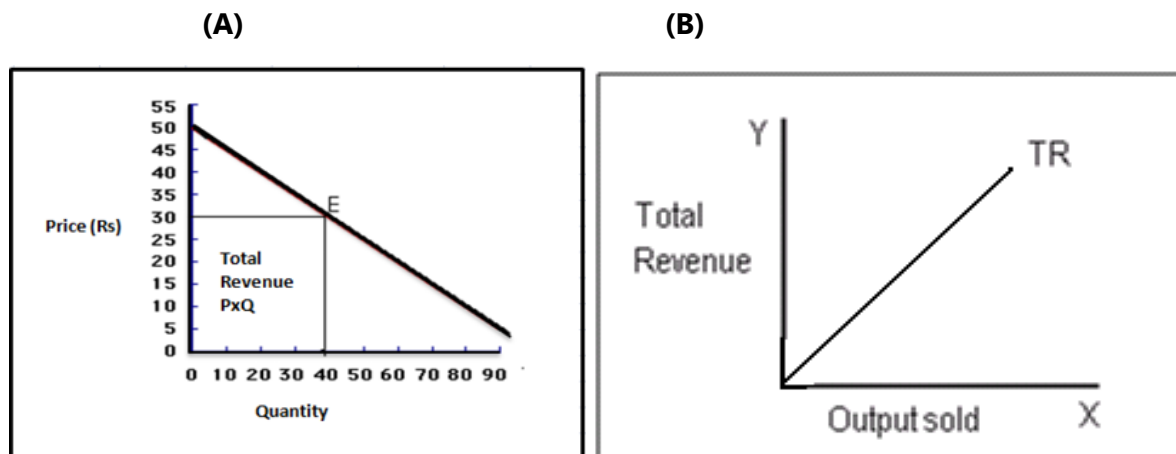 (A)
(B)
55
50
45
40
35
30
25
20
15
10
5
0
Price (Rs)
E
Total
Revenue
PxQ
0 10 20 30 40 50 60 70 80 90
Quantity
Y
TR
Total
Revenue
Output sold
X